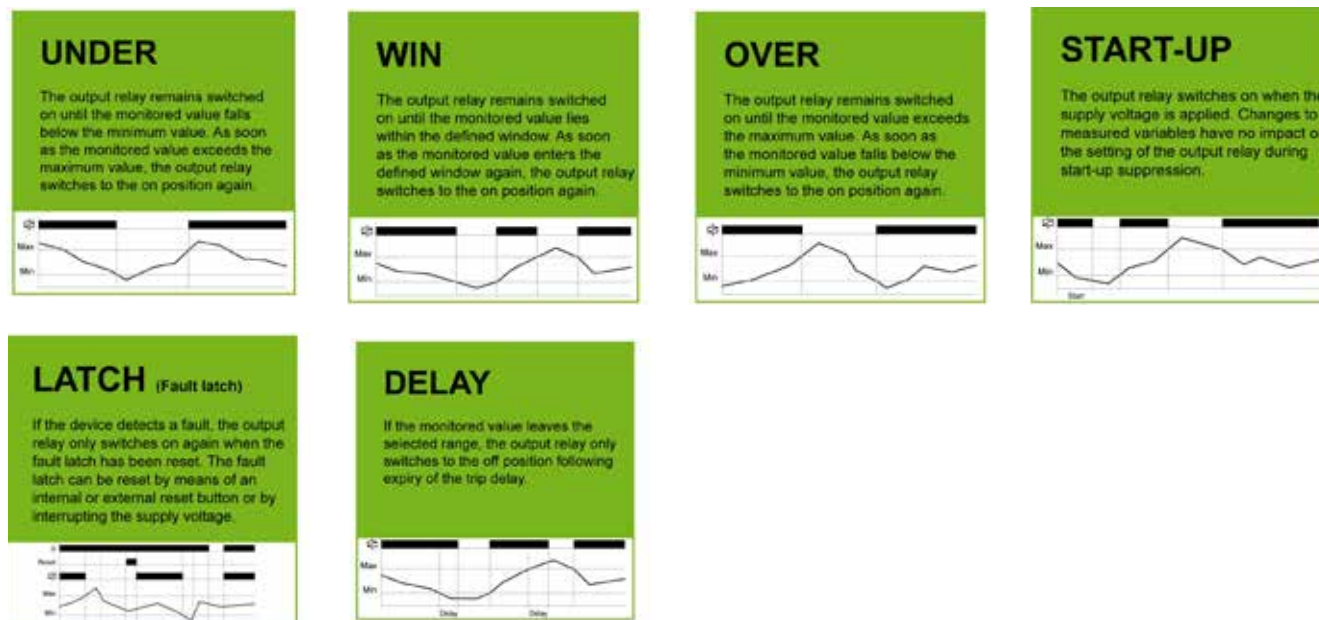 UNDER
The output relay remains switched
on until the monitored value falls
below the minimum value. As soon
as the monitored value exceeds the
maximum value, the output relay
switches to the on position again.
Max
Min
WIN
The output relay remains switched
on until the monitored value lies
within the defined window. As soon
as the monitored value enters the
defined window again, the output relay
switches to the on position again.
Max
Min
OVER
The output relay remains switched
on until the monitored value exceeds
the maximum value. As soon as
the monitored value falls below the
minimum value, the output relay
switches to the on position again.
Max
Min
START-UP
The output relay switches on when the
supply voltage is applied. Changes to
measured variables have no impact o
the setting of the output relay during
start-up suppression.
Max
Min
Start
LATCH (Fault latch)
If the device detects a fault, the output
relay only switches on again when the
fault latch has been reset. The fault
latch can be reset by means of an
internal or external reset button or by
interrupting the supply voltage.
Reset
Max
Min
DELAY
If the monitored value leaves the
selected range, the output relay only
switches to the off position following
expiry of the trip delay.
Max
Min
Delay Delay